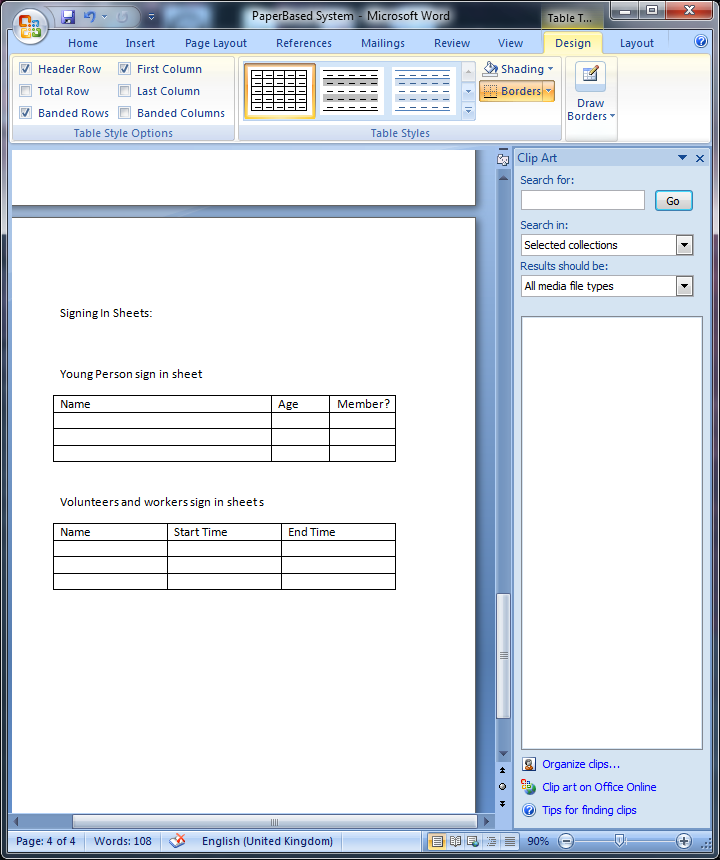 PaperBased System - Microsoft Word
Table T...
Home Insert Page Layout References Mailings Review View Design Layout
Header Row First Column
Total Row Last Column
Banded Rows Banded Columns
Table Style Options
Shading
Borders
Table Styles
Draw
Borders
Signing In Sheets:
Young Person sign in sheet
Name Age Member?
Volunteers and workers sign in sheets
Name Start Time End Time
Clip Art
Search for:
Go
Search in:
Selected collections
Results should be:
All media file types
Organize clips...
Clip art on Office Online
Tips for finding clips
Page: 4 of 4 Words: 108 English (United Kingdom) 90%